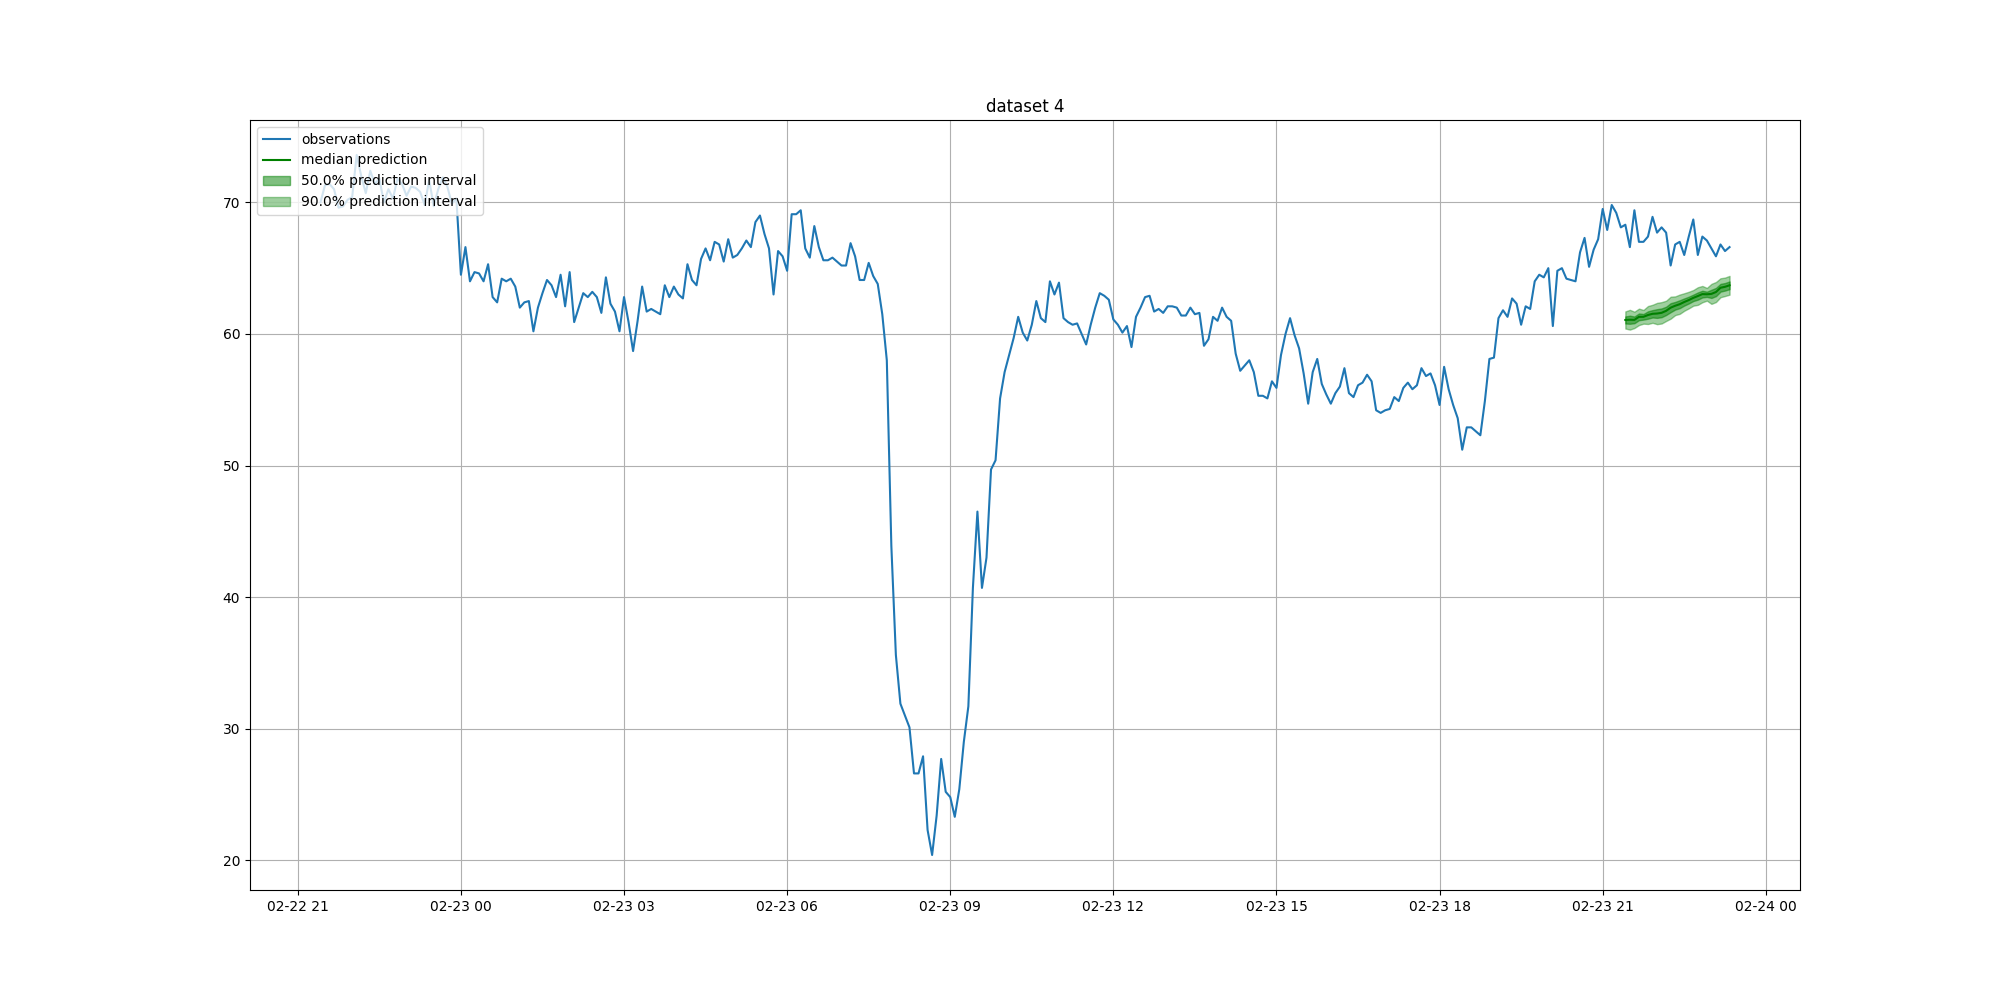 dataset 4
observations
median prediction
50.0% prediction interval
90.0% prediction interval
70
60
50
40
30
20
02-22 21 02-23 00 02-23 03 02-23 06 02-23 09 02-23 12 02-23 15 02-23 18 02-23 21 02-24 00